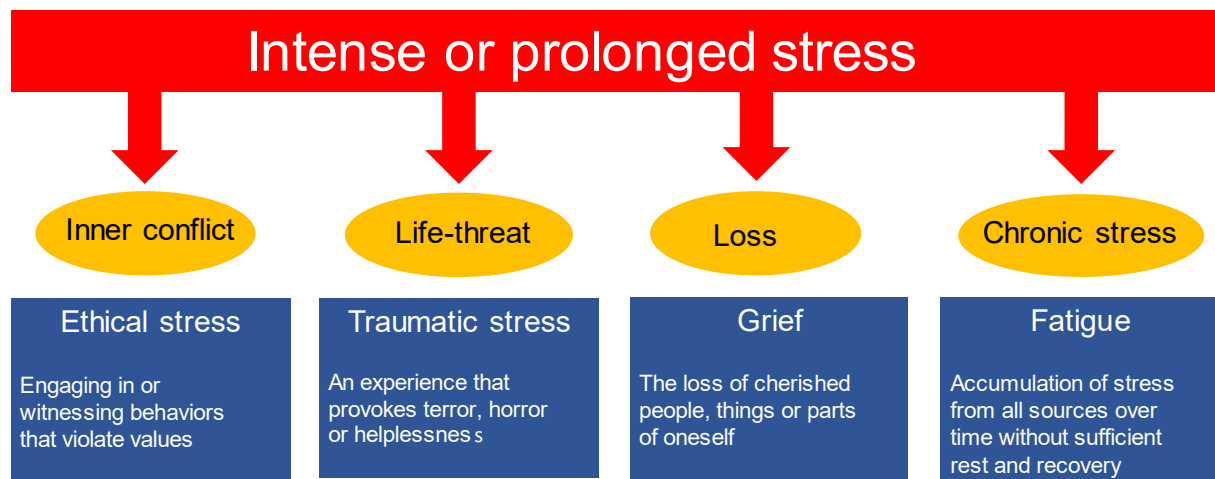 Intense or prolonged stress
Inner conflict
Life-threat
Loss
Chronic stress
Ethical stress
Engaging in or
witnessing behaviors
that violate values
Traumatic stress
An experience that
provokes terror, horror
or helplessness
Grief
The loss of cherished
people, things or parts
of oneself
Fatigue
Accumulation of stress
from all sources over
time without sufficient
rest and recovery